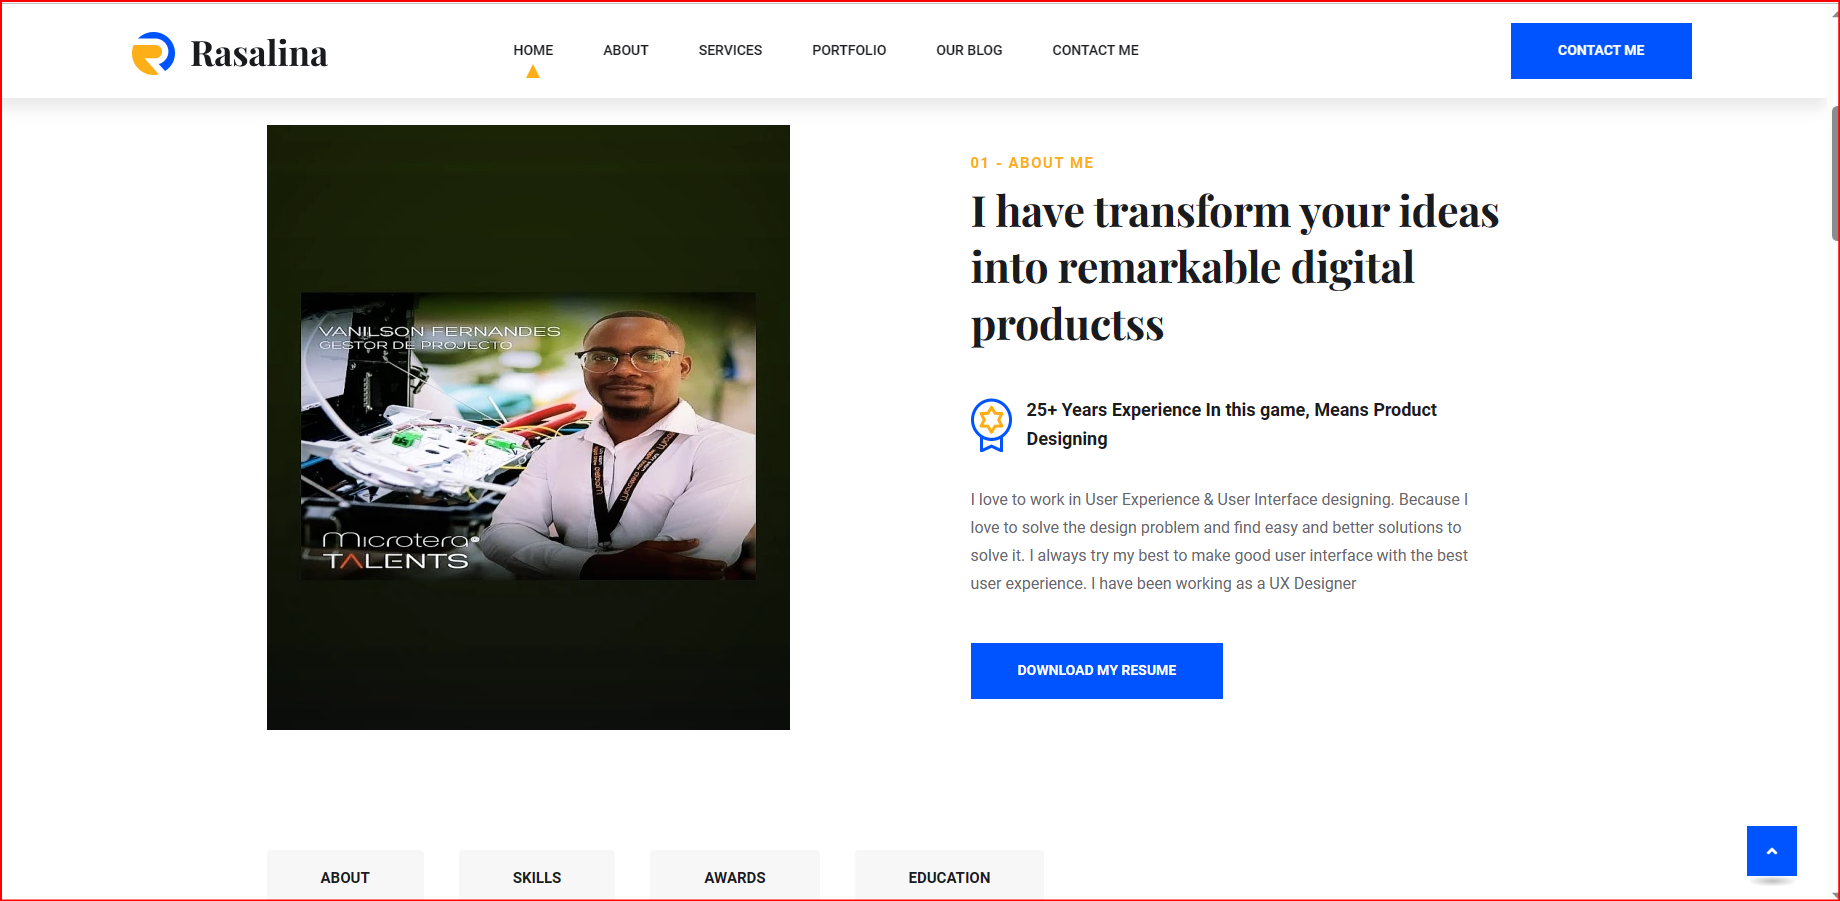 Rasalina
HOME
ABOUT
SERVICES
PORTFOLIO
OUR BLOG
CONTACT ME
CONTACT ME
VANILSON FERNANDES
GESTOR DE PROJECTO
Microtera
TALENTS
01 - ABOUT ME
I have transform your ideas
into remarkable digital
productss
25+ Years Experience In this game, Means Product
Designing
I love to work in User Experience & User Interface designing. Because I
love to solve the design problem and find easy and better solutions to
solve it. I always try my best to make good user interface with the best
user experience. I have been working as a UX Designer
DOWNLOAD MY RESUME
ABOUT
SKILLS
AWARDS
EDUCATION